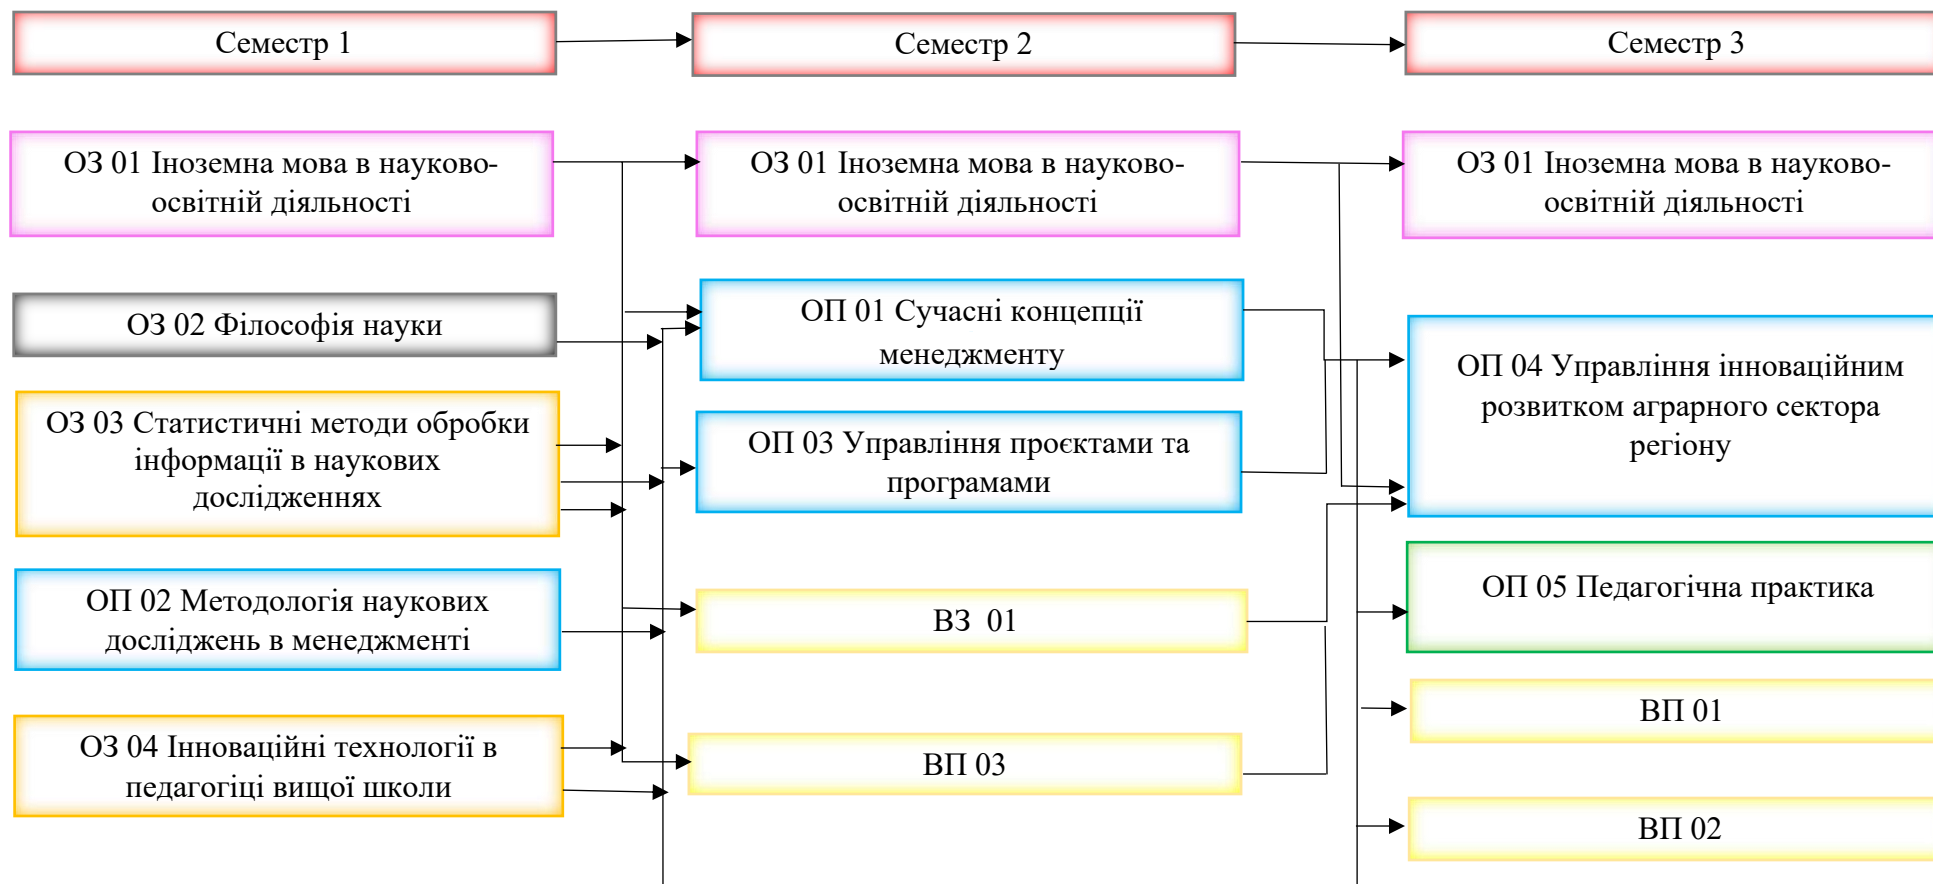 Семестр 1
Семестр 2
Семестр 3
ОЗ 01 Іноземна мова в науково-
освітній діяльності
ОЗ 01 Іноземна мова в науково-
освітній діяльності
ОЗ 01 Іноземна мова в науково-
освітній діяльності
ОЗ 02 Філософія науки
ОП 01 Сучасні концепції
менеджменту
ОП 04 Управління інноваційним
розвитком аграрного сектора
регіону
ОЗ 03 Статистичні методи обробки
інформації в наукових
дослідженнях
ОП 03 Управління проєктами та
програмами
ОП 02 Методологія наукових
досліджень в менеджменті
ВЗ 01
ОП 05 Педагогічна практика
ОЗ 04 Інноваційні технології в
педагогіці вищої школи
ВП 03
ВП 01
ВП 02